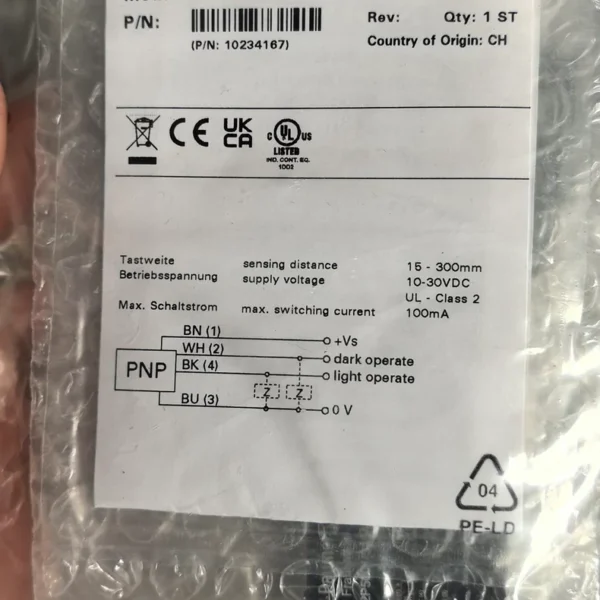 P/N:
Rev: Qty: 1 ST
(P/N: 10234167)
Country of Origin: CH
CE UK CA C UL US
LISTED
IND. CONT. EQ.
1002
Tastweite sensing distance 15 - 300mm
Betriebsspannung supply voltage 10-30VDC
UL - Class 2
Max. Schaltstrom max. switching current 100mA
BN (1) +Vs
WH (2) dark operate
PNP BK (4) light operate
Z Z
BU (3) 0 V
04
PE-LD